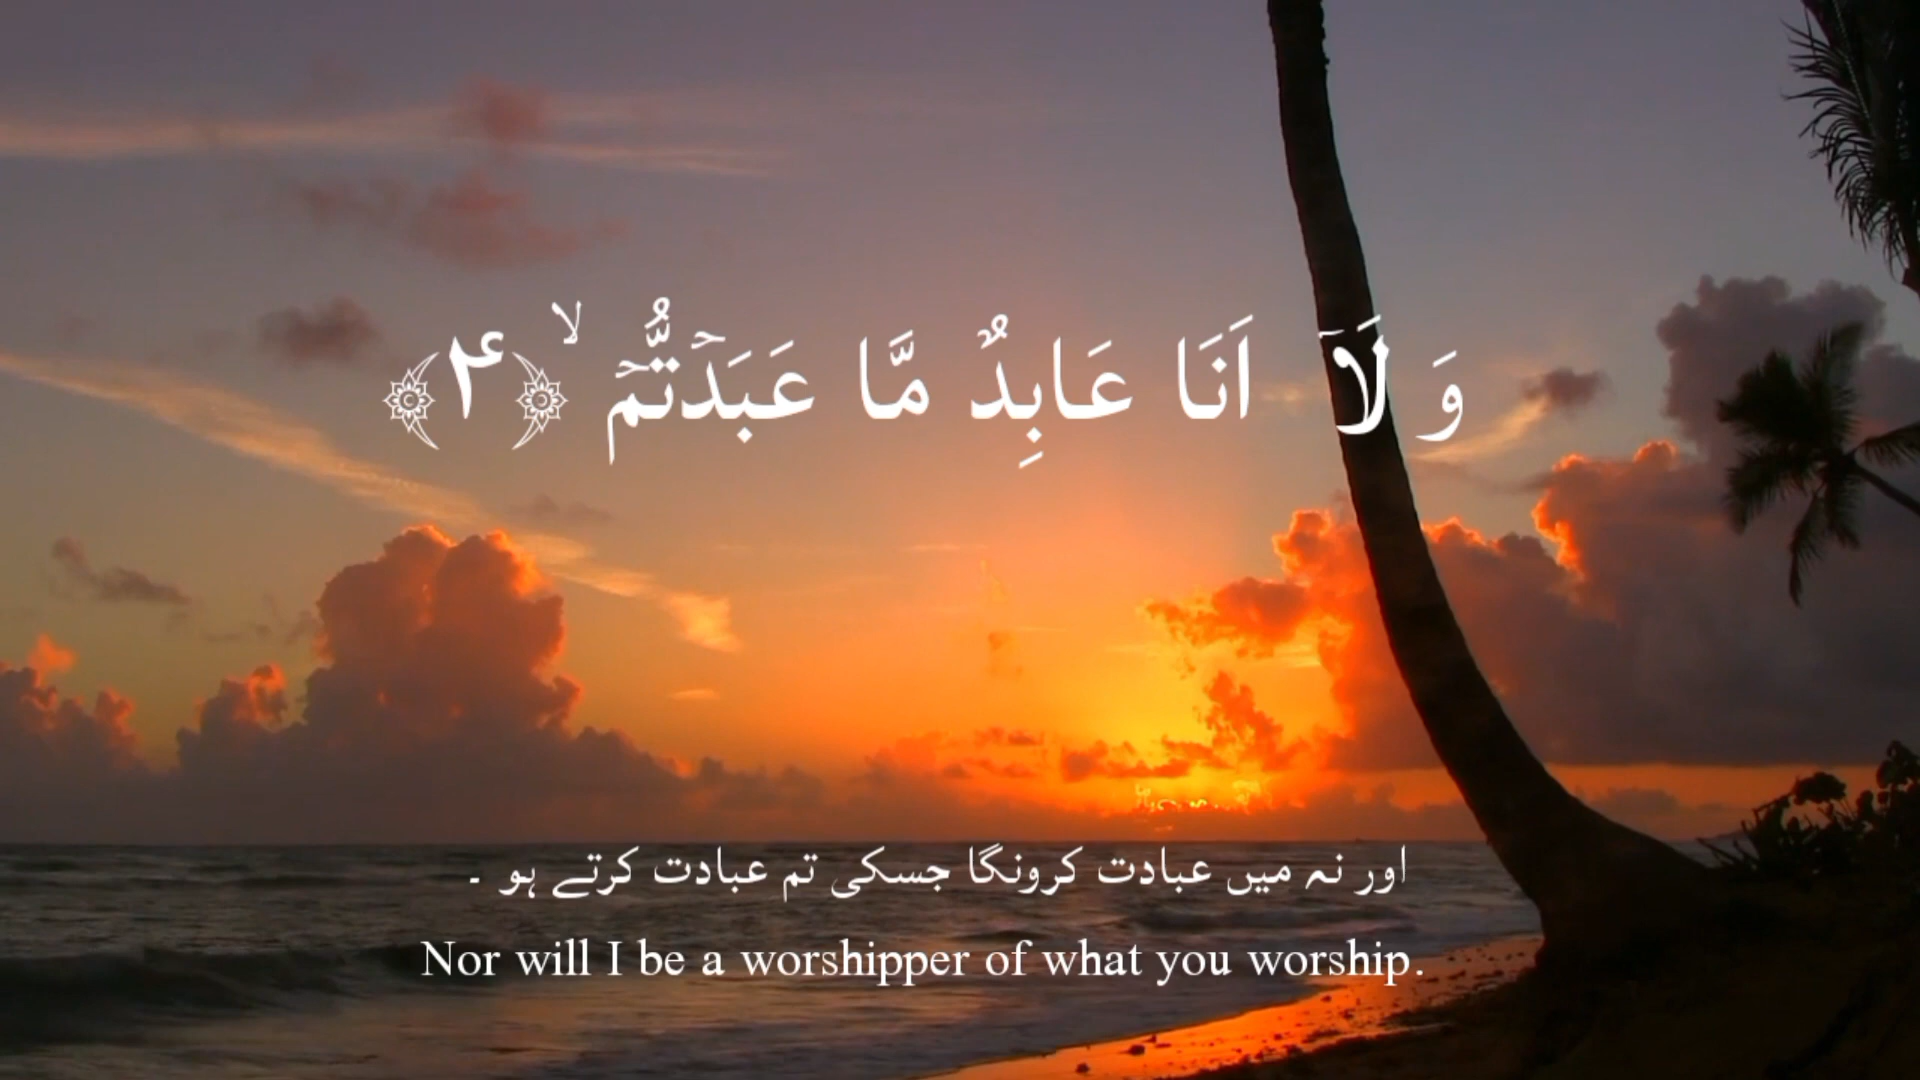 وَ لَاۤ اَنَا عَابِدٌ مَّا عَبَدۡتُّمۡ ۙ﴿۴﴾
اور نہ میں عبادت کرونگا جسکی تم عبادت کرتے ہو ۔
Nor will I be a worshipper of what you worship.